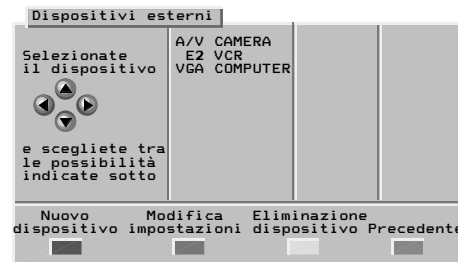 Dispositivi esterni
Selezionate
il dispositivo
e scegliete tra
le possibilità
indicate sotto
A/V CAMERA
E2 VCR
VGA COMPUTER
Nuovo
dispositivo
Modifica
impostazioni
Eliminazione
dispositivo
Precedente